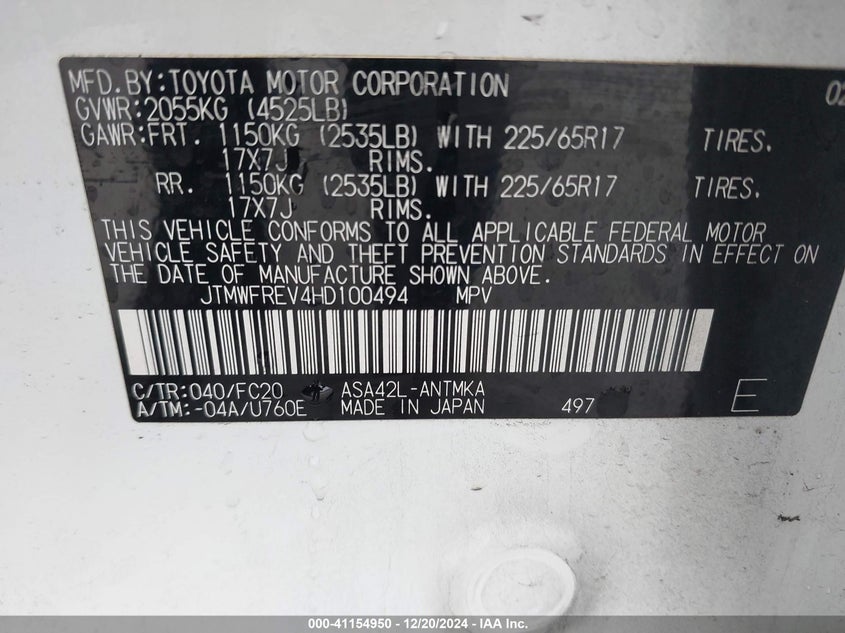 MFD. BY: TOYOTA MOTOR CORPORATION 02
GVWR: 2055KG (4525LB)
GAWR: FRT. 1150KG (2535LB) WITH 225/65R17 TIRES.
17X7J RIMS.
RR. 1150KG (2535LB) WITH 225/65R17 TIRES.
17X7J RIMS.
THIS VEHICLE CONFORMS TO ALL APPLICABLE FEDERAL MOTOR
VEHICLE SAFETY AND THEFT PREVENTION STANDARDS IN EFFECT ON
THE DATE OF MANUFACTURE SHOWN ABOVE.
JTMWFREV4HD100494 MPV
C/TR: 040/FC20 ASA42L-ANTMKA
A/TM: -04A/U760E MADE IN JAPAN 497 E
000-41154950 - 12/20/2024 - IAA Inc.